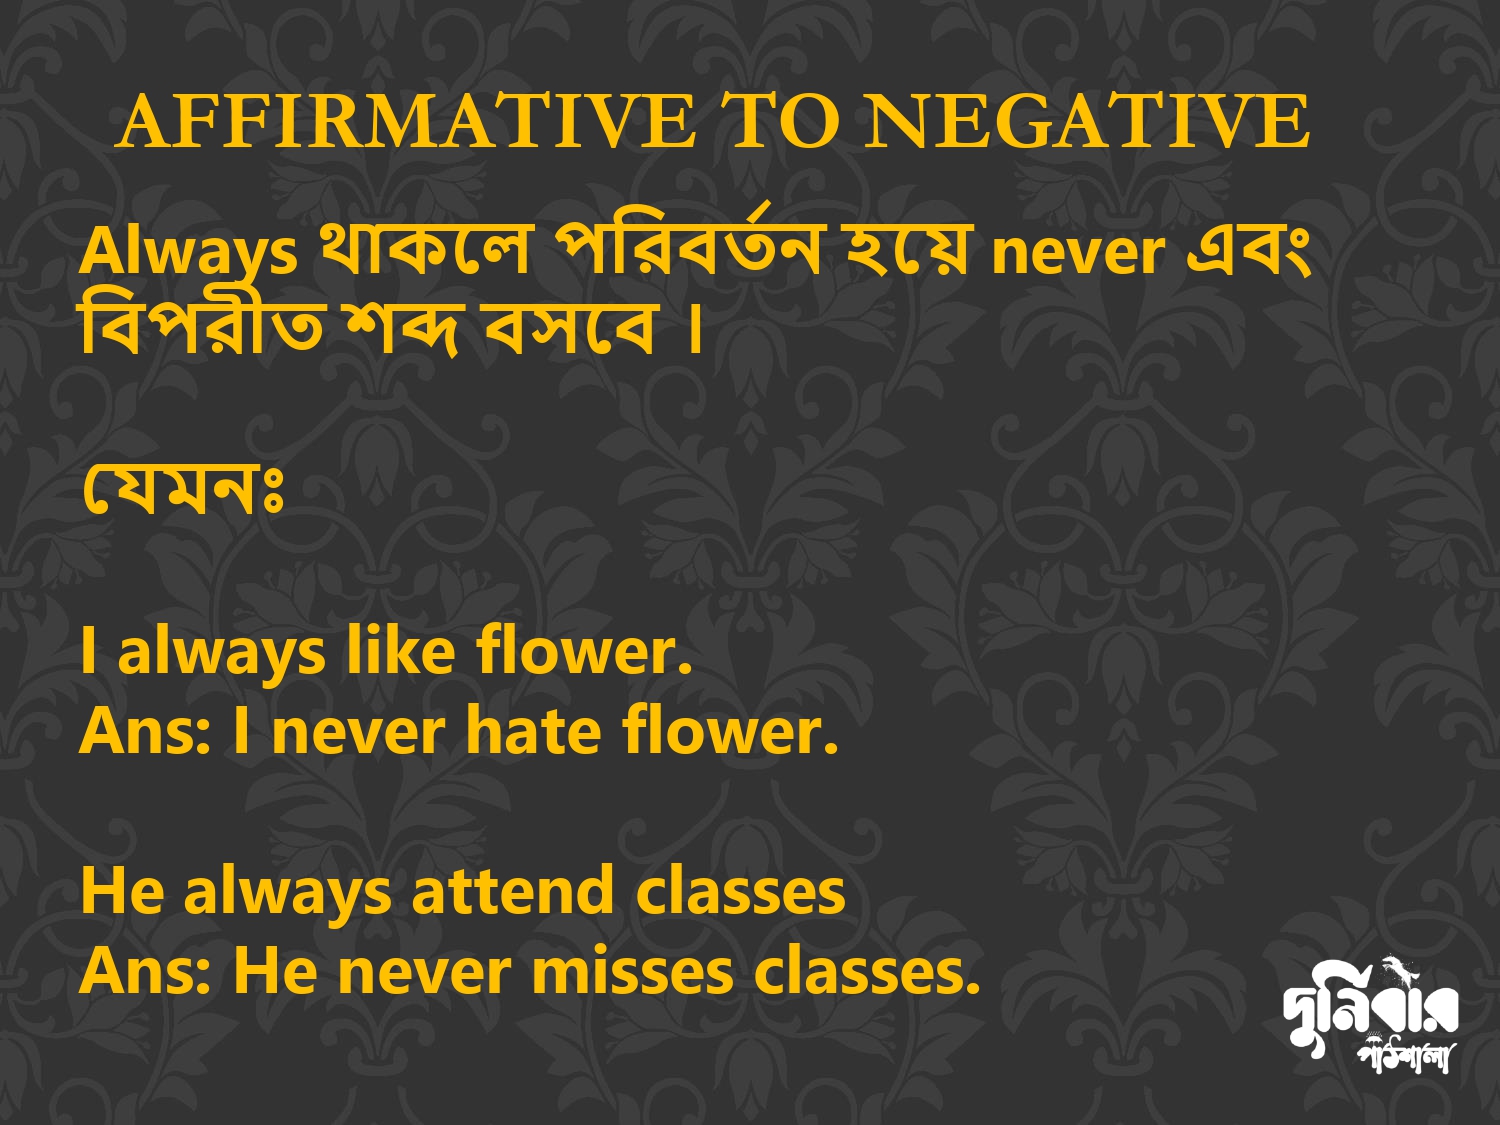 AFFIRMATIVE TO NEGATIVE
Always থাকলে পরিবর্তন হয়ে never এবং
বিপরীত শব্দ বসবে ।
যেমনঃ
I always like flower.
Ans: I never hate flower.
He always attend classes
Ans: He never misses classes.
দুর্নিবার
পাঠশালা